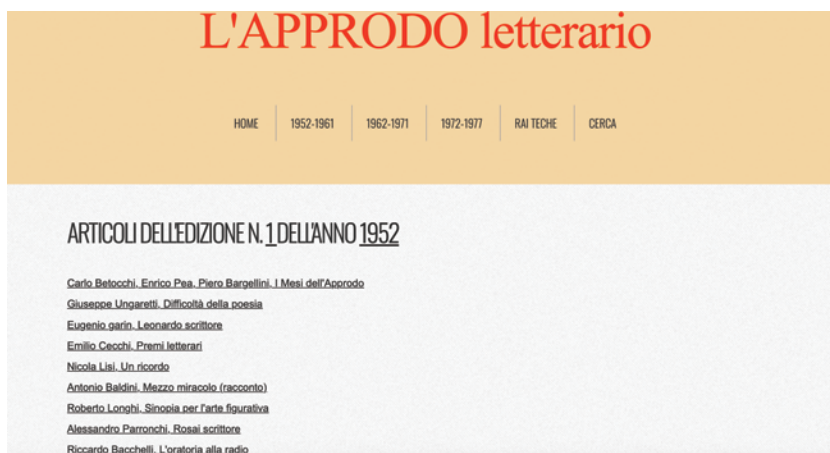 L'APPRODO letterario
HOME 1952-1961 1962-1971 1972-1977 RAI TECHE CERCA
ARTICOLI DELL'EDIZIONE N. 1 DELL'ANNO 1952
Carlo Betocchi, Enrico Pea, Piero Bargellini, I Mesi dell'Approdo
Giuseppe Ungaretti, Difficoltà della poesia
Eugenio garin, Leonardo scrittore
Emilio Cecchi, Premi letterari
Nicola Lisi, Un ricordo
Antonio Baldini, Mezzo miracolo (racconto)
Roberto Longhi, Sinopia per l'arte figurativa
Alessandro Parronchi, Rosai scrittore
Riccardo Bacchelli, L'oratoria alla radio